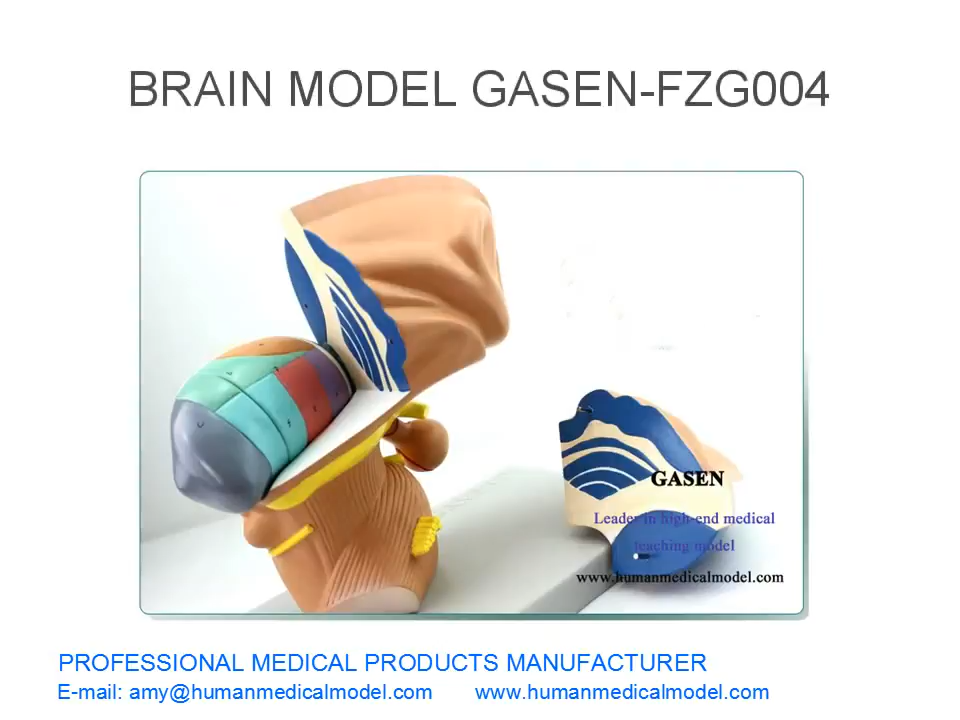 BRAIN MODEL GASEN-FZG004
GASEN
Leader in high-end medical
teaching model
www.humanmedicalmodel.com
PROFESSIONAL MEDICAL PRODUCTS MANUFACTURER
E-mail: amy@humanmedicalmodel.com www.humanmedicalmodel.com